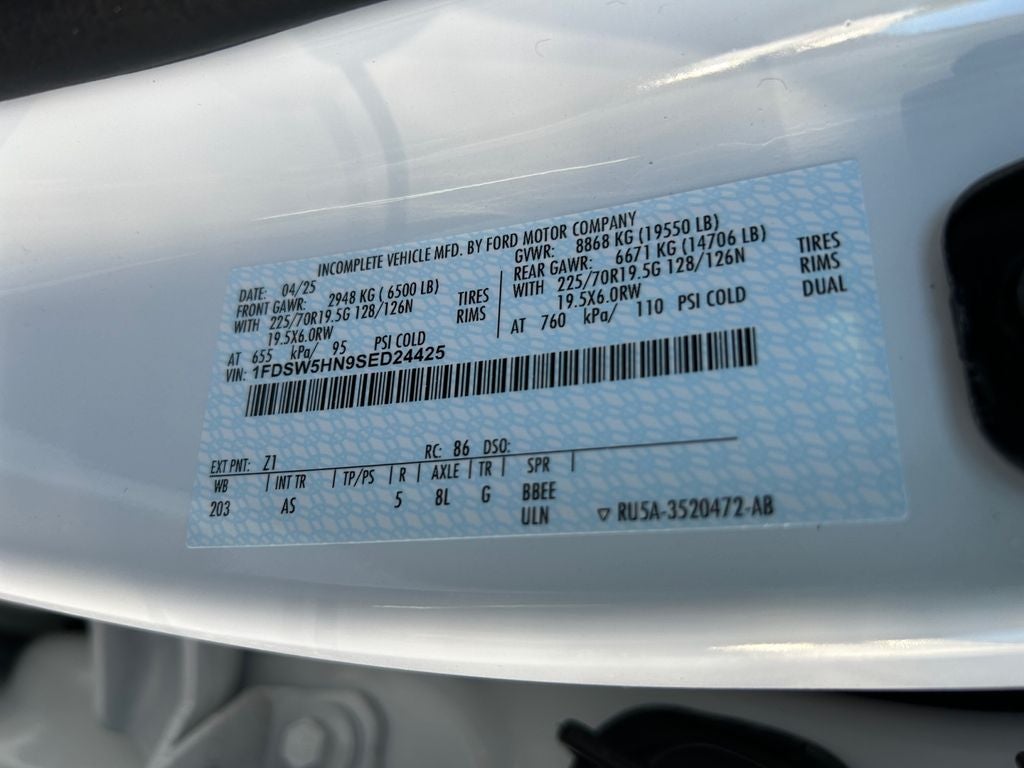 INCOMPLETE VEHICLE MFD. BY FORD MOTOR COMPANY
DATE: 04/25
GVWR: 8868 KG (19550 LB)
FRONT GAWR: 2948 KG ( 6500 LB)
WITH 225/70R19.5G 128/126N TIRES
19.5X6.0RW RIMS
AT 655 kPa/ 95 PSI COLD
REAR GAWR: 6671 KG (14706 LB)
WITH 225/70R19.5G 128/126N TIRES
19.5X6.0RW RIMS
AT 760 kPa/ 110 PSI COLD DUAL
VIN: 1FDSW5HN9SED24425
EXT PNT: Z1 RC: 86 DSO:
WB | INT TR | TP/PS | R | AXLE | TR | SPR |
203 AS 5 8L G BBEE
ULN ▽ RU5A-3520472-AB